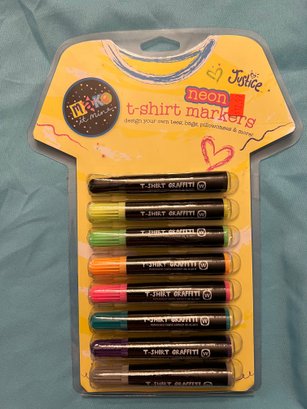 make
it mine
Justice
neon
t-shirt markers
design your own tees, bags, pillowcases & more!
T-SHIRT GRAFFITI W
T-SHIRT GRAFFITI W
T-SHIRT GRAFFITI W
T-SHIRT GRAFFITI W
T-SHIRT GRAFFITI W
T-SHIRT GRAFFITI W
T-SHIRT GRAFFITI W
T-SHIRT GRAFFITI W